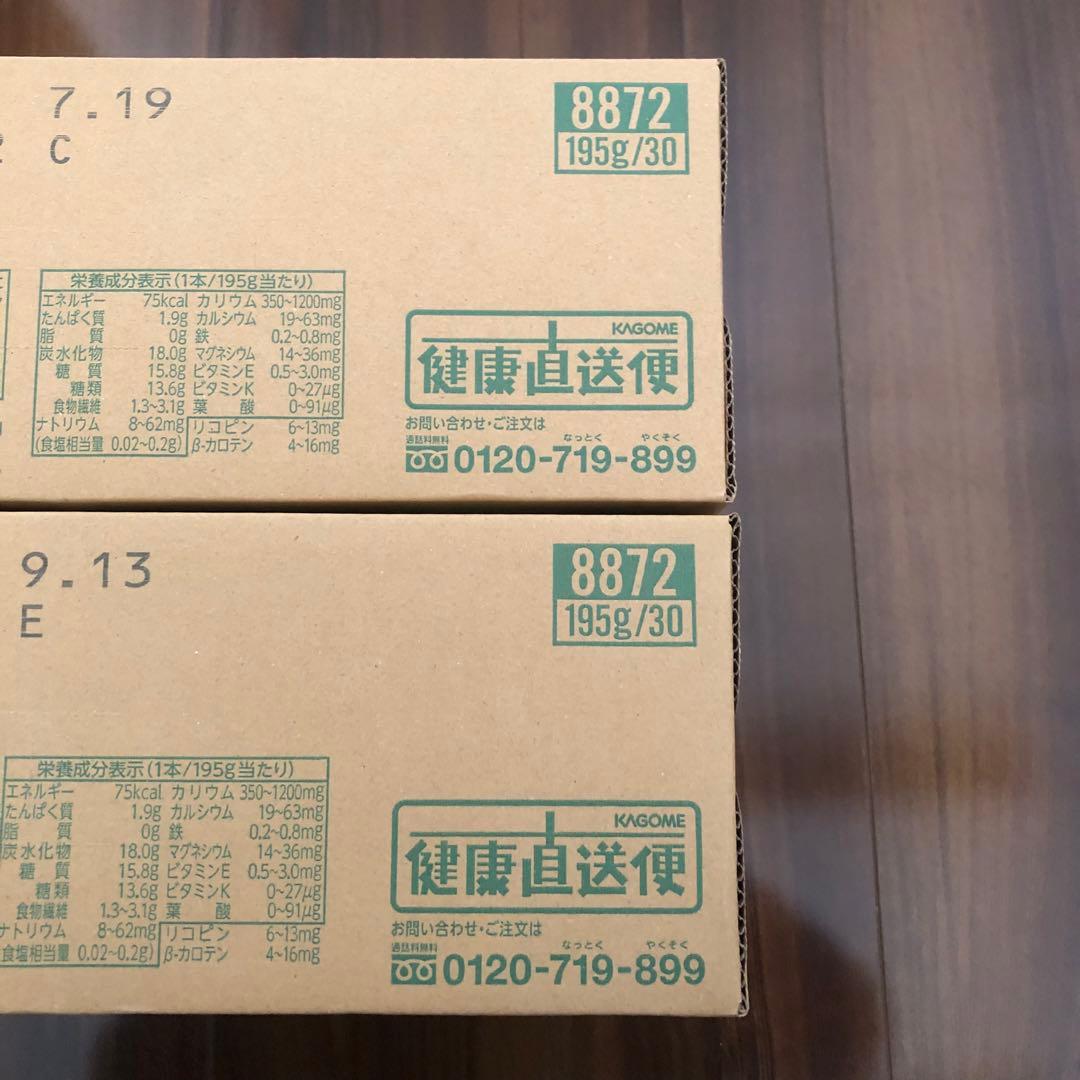 7.19
C
8872
195g/30
栄養成分表示(1本/195g当たり)
エネルギー 75kcal カリウム 350~1200mg
たんぱく質 1.9g カルシウム 19~63mg
脂質 0g 鉄 0.2~0.8mg
炭水化物 18.0g マグネシウム 14~36mg
糖質 15.8g ビタミンE 0.5~3.0mg
糖類 13.6g ビタミンK 0~27μg
食物繊維 1.3~3.1g 葉酸 0~91μg
ナトリウム 8~62mg リコピン 6~13mg
(食塩相当量 0.02~0.2g) β-カロテン 4~16mg
KAGOME
健康直送便
お問い合わせ・ご注文は
通話料無料 なっとく やくそく
0120-719-899
9.13
E
8872
195g/30
栄養成分表示(1本/195g当たり)
エネルギー 75kcal カリウム 350~1200mg
たんぱく質 1.9g カルシウム 19~63mg
脂質 0g 鉄 0.2~0.8mg
炭水化物 18.0g マグネシウム 14~36mg
糖質 15.8g ビタミンE 0.5~3.0mg
糖類 13.6g ビタミンK 0~27μg
食物繊維 1.3~3.1g 葉酸 0~91μg
ナトリウム 8~62mg リコピン 6~13mg
食塩相当量 0.02~0.2g) β-カロテン 4~16mg
KAGOME
健康直送便
お問い合わせ・ご注文は
通話料無料 なっとく やくそく
0120-719-899